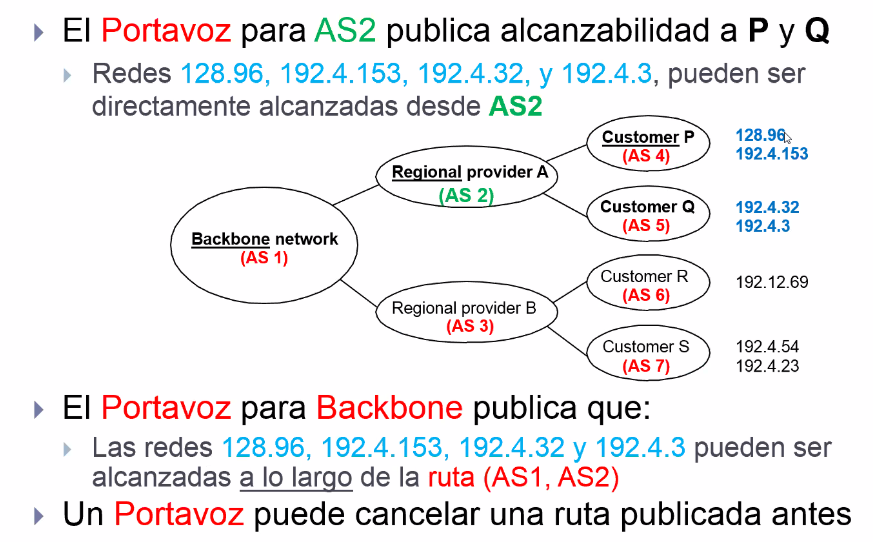 El Portavoz para AS2 publica alcanzabilidad a P y Q
Redes 128.96, 192.4.153, 192.4.32, y 192.4.3, pueden ser
directamente alcanzadas desde AS2
Backbone network
(AS 1)
Regional provider A
(AS 2)
Regional provider B
(AS 3)
Customer P
(AS 4)
128.96
192.4.153
Customer Q
(AS 5)
192.4.32
192.4.3
Customer R
(AS 6)
192.12.69
Customer S
(AS 7)
192.4.54
192.4.23
El Portavoz para Backbone publica que:
Las redes 128.96, 192.4.153, 192.4.32 y 192.4.3 pueden ser
alcanzadas a lo largo de la ruta (AS1, AS2)
Un Portavoz puede cancelar una ruta publicada antes